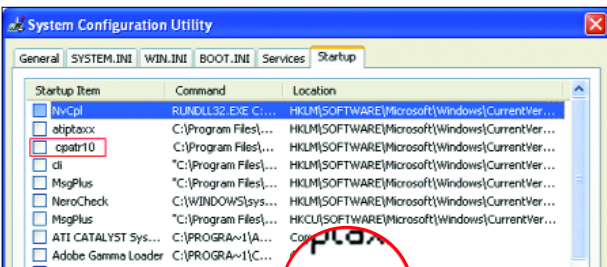 System Configuration Utility
General SYSTEM.INI WIN.INI BOOT.INI Services Startup
Startup Item Command Location
NvCpl RUNDLL32.EXE C:... HKLM\SOFTWARE\Microsoft\Windows\CurrentVer...
atiptaxx C:\Program Files\... HKLM\SOFTWARE\Microsoft\Windows\CurrentVer...
cpatr10 C:\Program Files\... HKLM\SOFTWARE\Microsoft\Windows\CurrentVer...
cli "C:\Program Files\... HKLM\SOFTWARE\Microsoft\Windows\CurrentVer...
MsgPlus "C:\Program Files\... HKLM\SOFTWARE\Microsoft\Windows\CurrentVer...
NeroCheck C:\WINDOWS\sys... HKLM\SOFTWARE\Microsoft\Windows\CurrentVer...
MsgPlus "C:\Program Files\... HKCU\SOFTWARE\Microsoft\Windows\CurrentVer...
ATI CATALYST Sys... C:\PROGRA~1\A...
Adobe Gamma Loader C:\PROGRA~1\C...